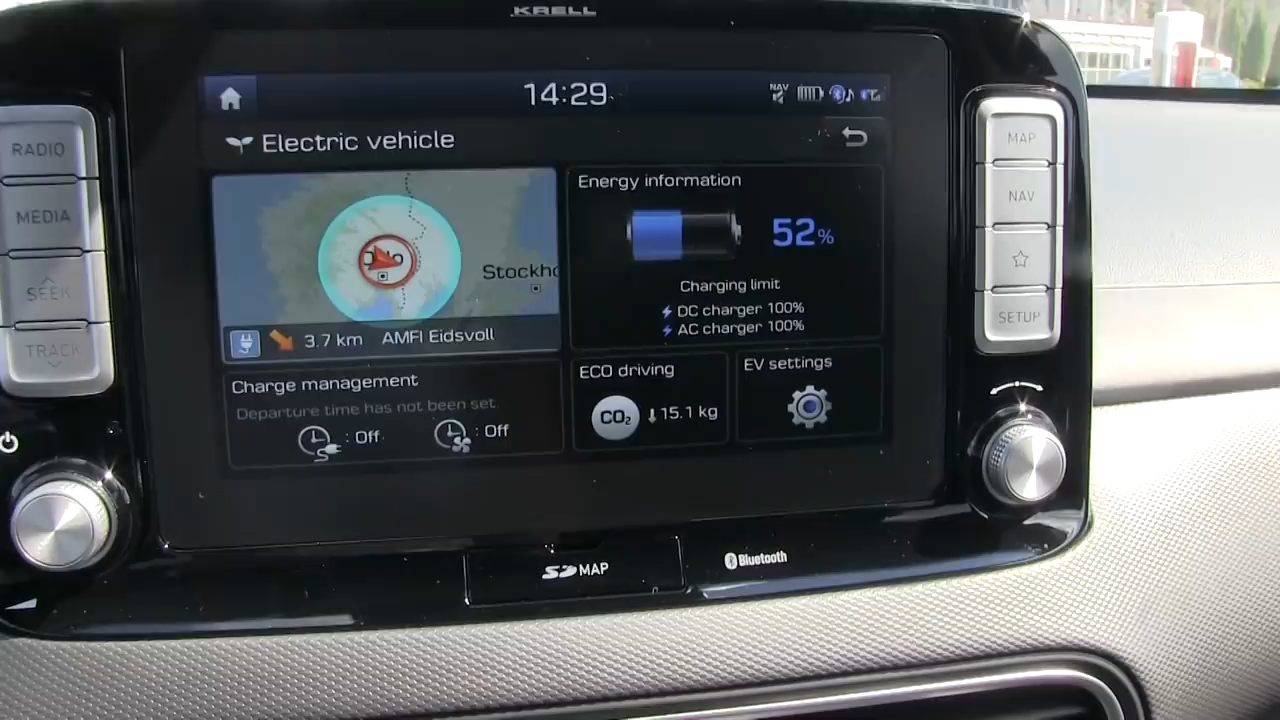 KRELL
14:29
NAV
Electric vehicle
RADIO
MEDIA
SEEK
TRACK
MAP
NAV
SETUP
Stockho
3.7 km AMFI Eidsvoll
Energy information
52%
Charging limit
DC charger 100%
AC charger 100%
Charge management
Departure time has not been set.
: Off
: Off
ECO driving
CO₂
15.1 kg
EV settings
SD MAP
Bluetooth